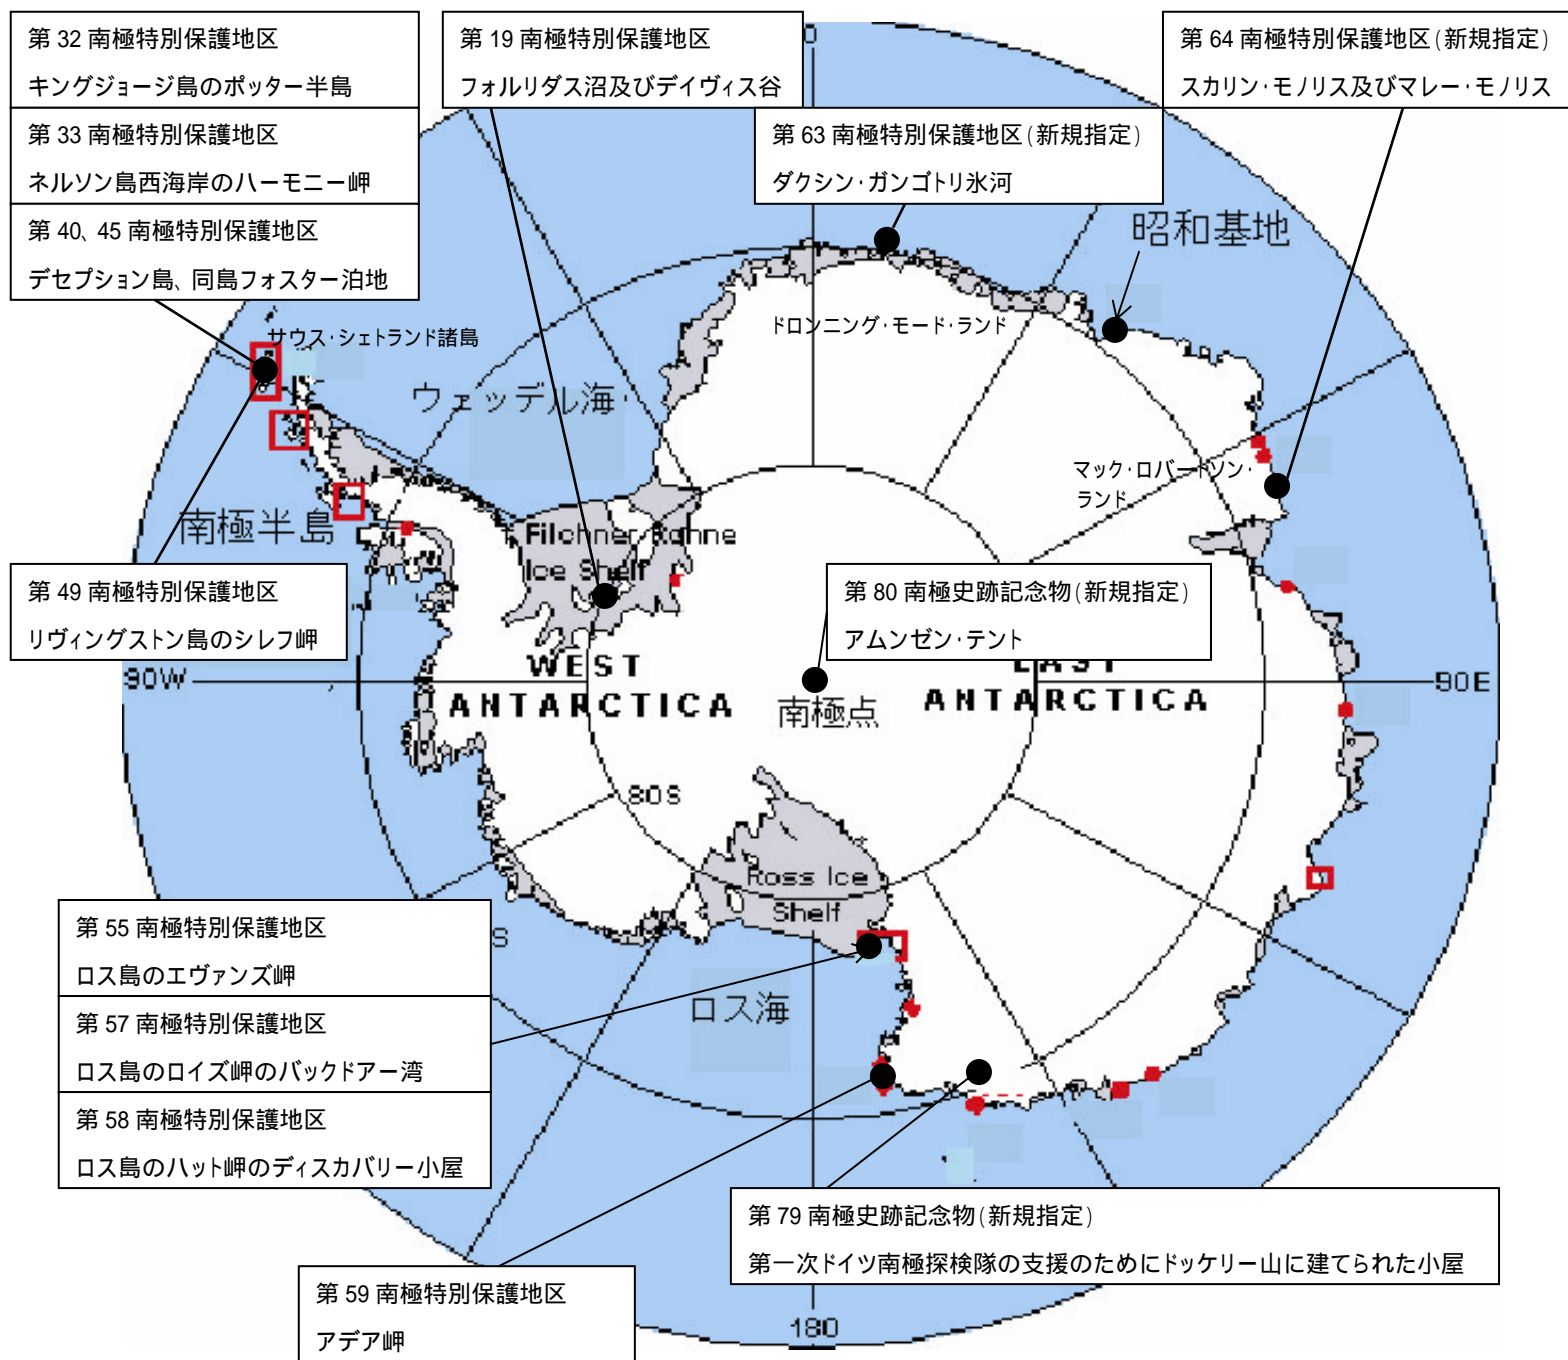 第 32 南極特別保護地区
キングジョージ島のポッター半島
第 33 南極特別保護地区
ネルソン島西海岸のハーモニー岬
第 40、45 南極特別保護地区
デセプション島、同島フォスター泊地
第 19 南極特別保護地区
フォルリダス沼及びデイヴィス谷
0
第 64 南極特別保護地区(新規指定)
スカリン・モノリス及びマレー・モノリス
第 63 南極特別保護地区(新規指定)
ダクシン・ガンゴトリ氷河
昭和基地
サウス・シェトランド諸島
ドロンニング・モード・ランド
ウェッデル海
マック・ロバートソン・
ランド
南極半島
Filchner Ronne
Ice Shelf
第 49 南極特別保護地区
リヴィングストン島のシレフ岬
第 80 南極史跡記念物(新規指定)
アムンゼン・テント
90W
WEST
ANTARCTICA
南極点
EAST
ANTARCTICA
90E
80S
Ross Ice
Shelf
S
第 55 南極特別保護地区
ロス島のエヴァンズ岬
第 57 南極特別保護地区
ロス島のロイズ岬のバックドアー湾
第 58 南極特別保護地区
ロス島のハット岬のディスカバリー小屋
ロス海
第 79 南極史跡記念物(新規指定)
第一次ドイツ南極探検隊の支援のためにドッケリー山に建てられた小屋
第 59 南極特別保護地区
アデア岬
180